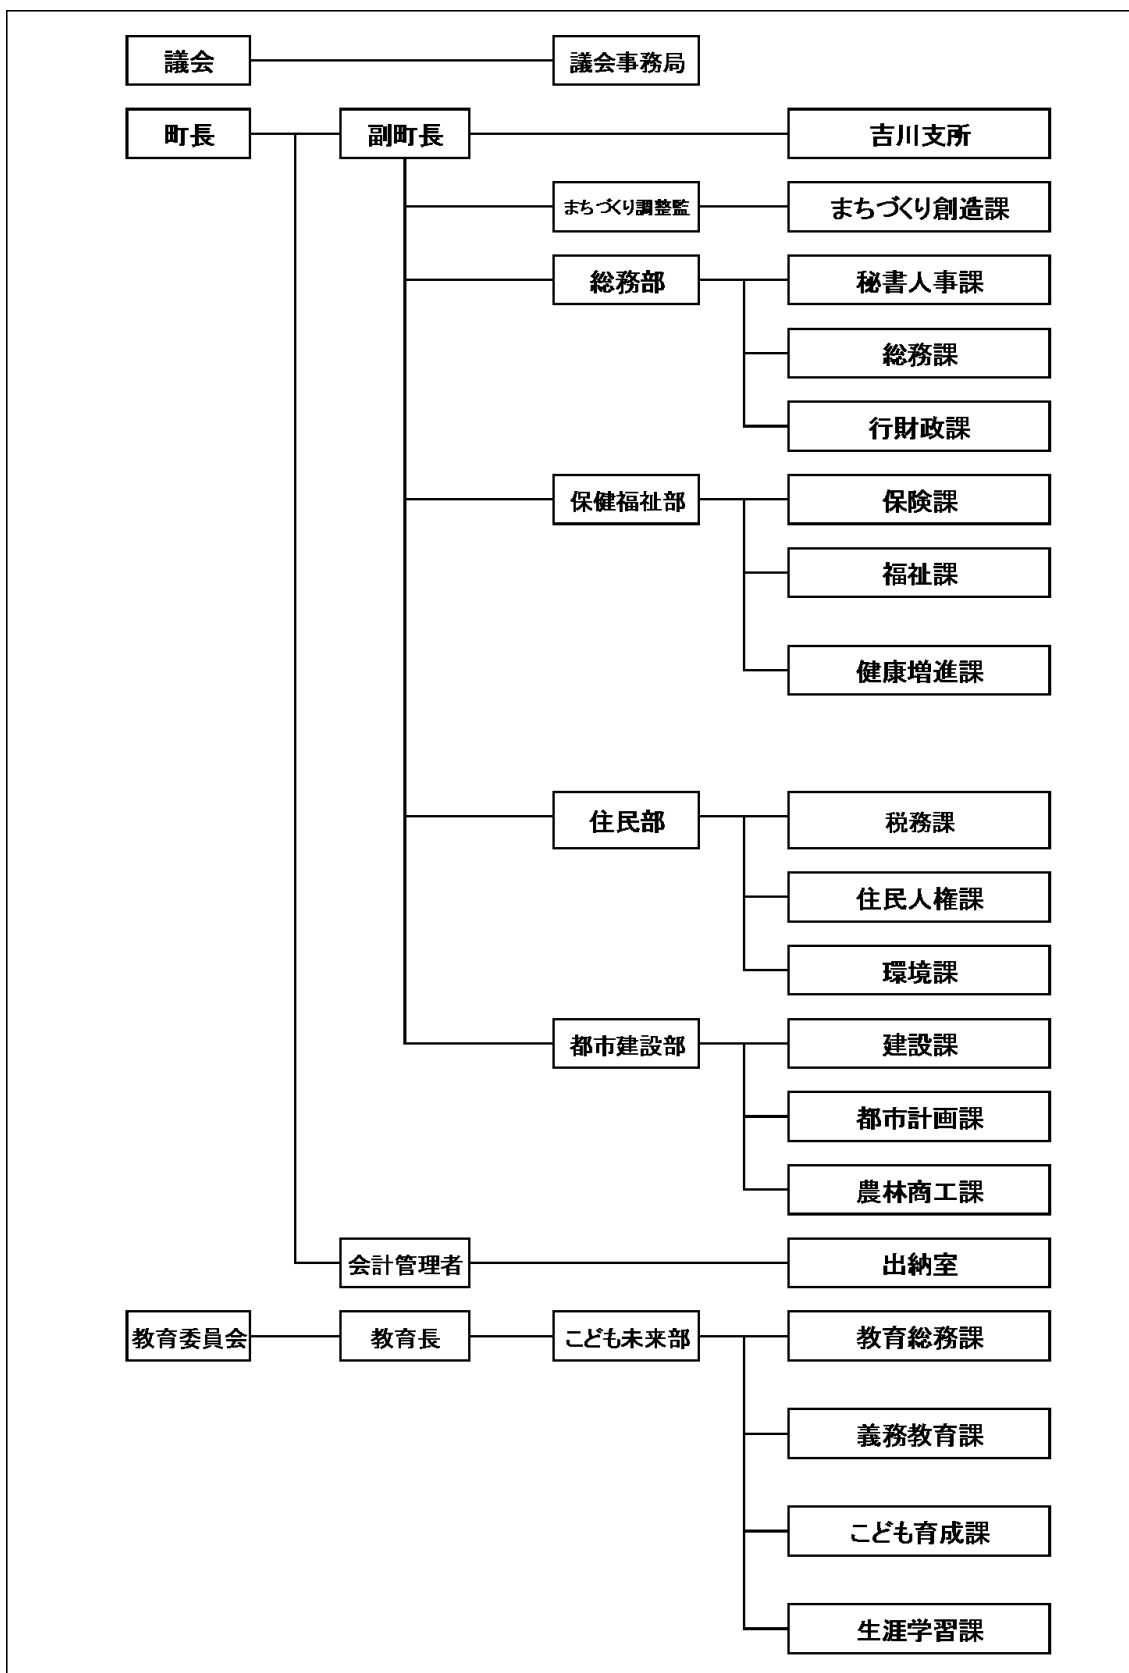 議会
議会事務局
町長
副町長
吉川支所
まちづくり調整監
まちづくり創造課
総務部
秘書人事課
総務課
行財政課
保健福祉部
保険課
福祉課
健康増進課
住民部
税務課
住民人権課
環境課
都市建設部
建設課
都市計画課
農林商工課
会計管理者
出納室
教育委員会
教育長
こども未来部
教育総務課
義務教育課
こども育成課
生涯学習課